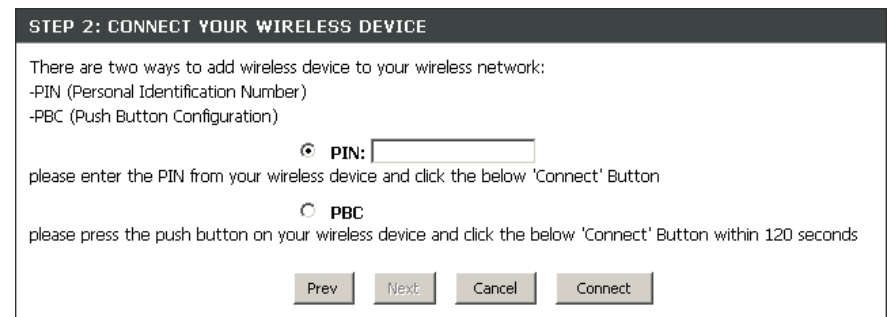 STEP 2: CONNECT YOUR WIRELESS DEVICE
There are two ways to add wireless device to your wireless network:
-PIN (Personal Identification Number)
-PBC (Push Button Configuration)
PIN:
please enter the PIN from your wireless device and click the below 'Connect' Button
PBC
please press the push button on your wireless device and click the below 'Connect' Button within 120 seconds
Prev Next Cancel Connect